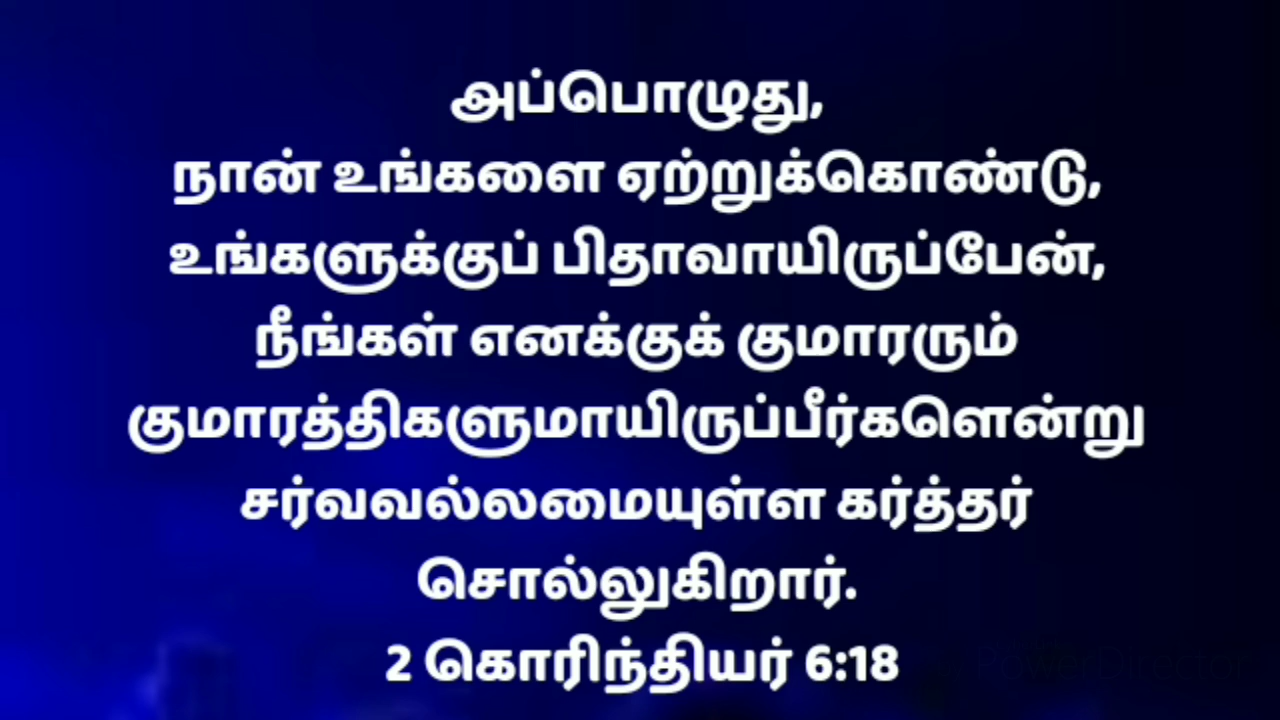 அப்பொழுது,
நான் உங்களை ஏற்றுக்கொண்டு,
உங்களுக்குப் பிதாவாயிருப்பேன்,
நீங்கள் எனக்குக் குமாரரும்
குமாரத்திகளுமாயிருப்பீர்களென்று
சர்வவல்லமையுள்ள கர்த்தர்
சொல்லுகிறார்.
2 கொரிந்தியர் 6:18
PowerDirector